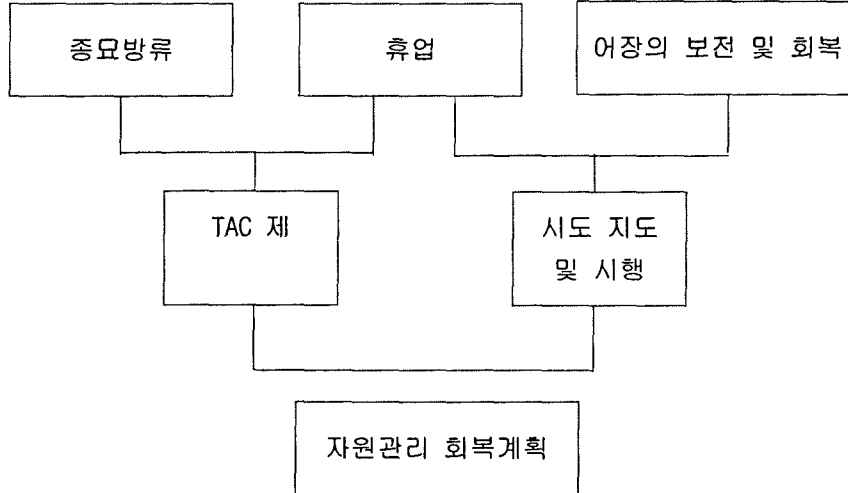 종묘방류
휴업
어장의 보전 및 회복
TAC 제
시도 지도
및 시행
자원관리 회복계획